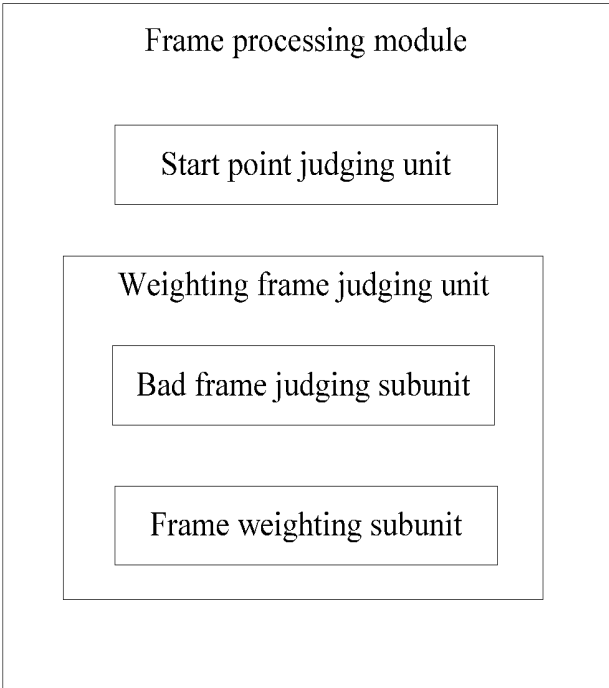 Frame processing module
Start point judging unit
Weighting frame judging unit
Bad frame judging subunit
Frame weighting subunit